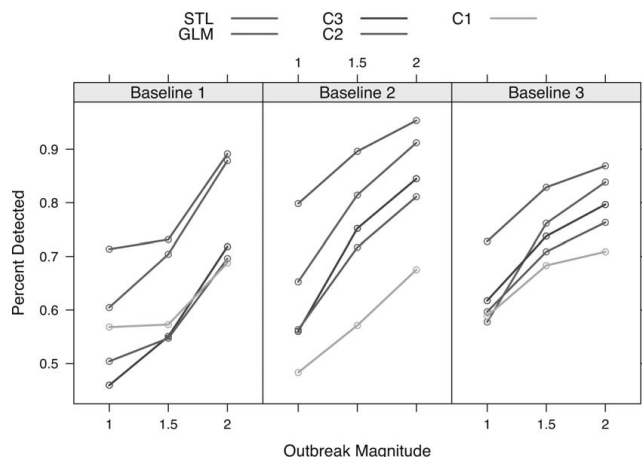 STL C3 C1
GLM C2
1 1.5 2
Baseline 1 Baseline 2 Baseline 3
0.9
0.8
0.7
0.6
0.5
Percent Detected
1 1.5 2 1 1.5 2
Outbreak Magnitude